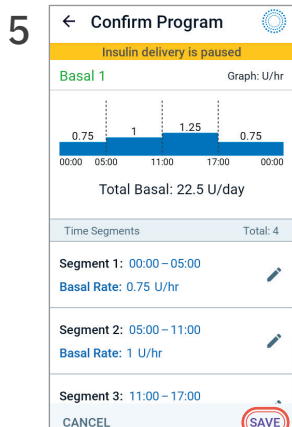 5
Confirm Program
Insulin delivery is paused
Basal 1 Graph: U/hr
0.75 1 1.25 0.75
00:00 05:00 11:00 17:00 00:00
Total Basal: 22.5 U/day
Time Segments Total: 4
Segment 1: 00:00 – 05:00
Basal Rate: 0.75 U/hr
Segment 2: 05:00 – 11:00
Basal Rate: 1 U/hr
Segment 3: 11:00 – 17:00
CANCEL SAVE